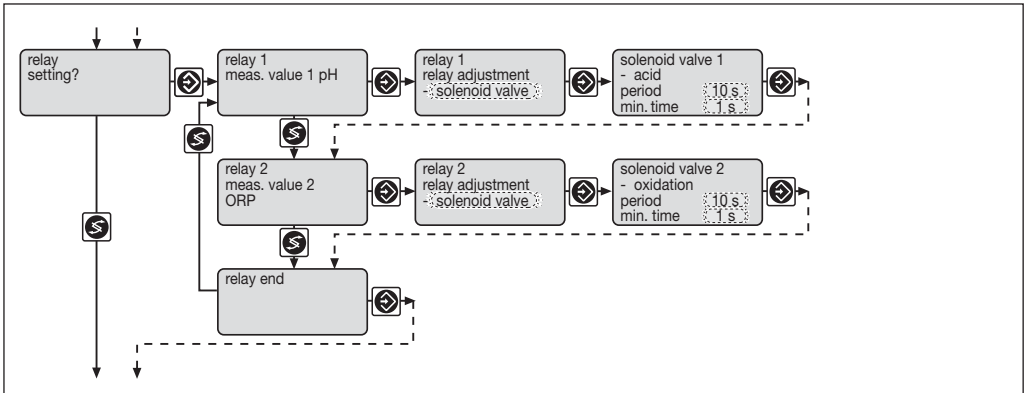 relay
setting?
relay 1
meas. value 1 pH
relay 1
relay adjustment
- solenoid valve
solenoid valve 1
- acid
period 10 s
min. time 1 s
relay 2
meas. value 2
ORP
relay 2
relay adjustment
- solenoid valve
solenoid valve 2
- oxidation
period 10 s
min. time 1 s
relay end